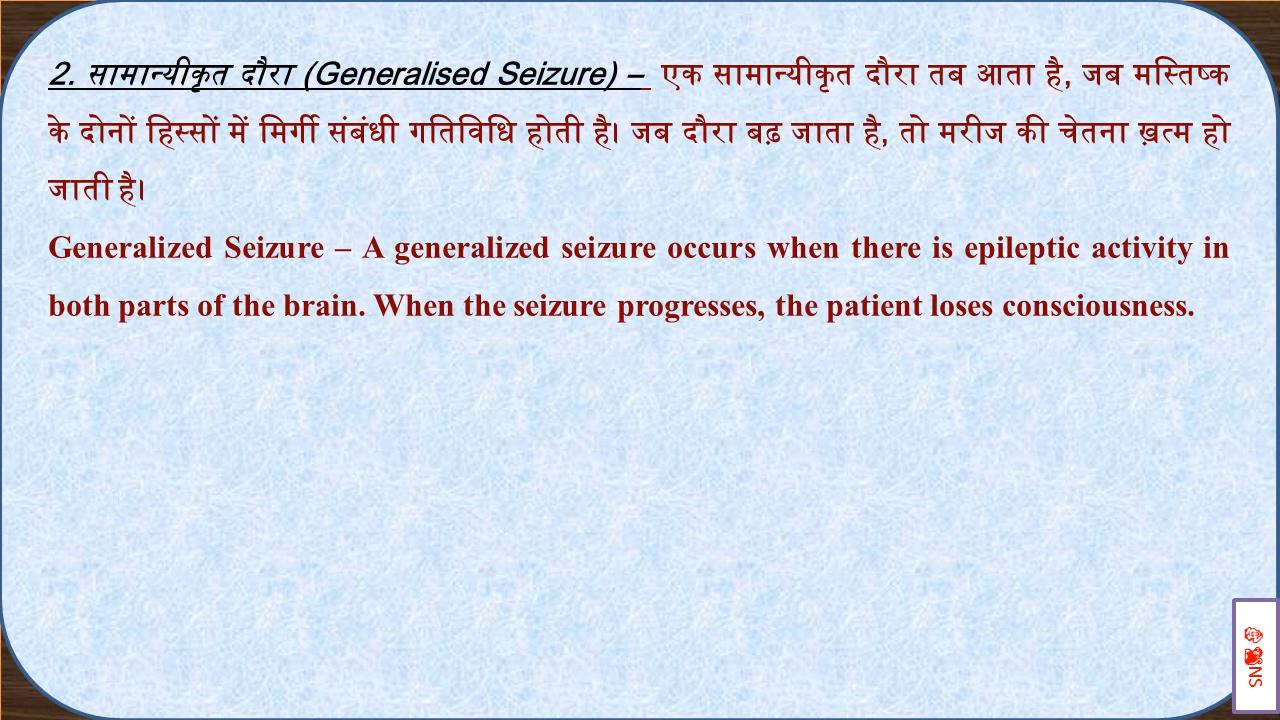 2. सामान्यीकृत दौरा (Generalised Seizure) – एक सामान्यीकृत दौरा तब आता है, जब मस्तिष्क
के दोनों हिस्सों में मिर्गी संबंधी गतिविधि होती है। जब दौरा बढ़ जाता है, तो मरीज की चेतना ख़त्म हो
जाती है।
Generalized Seizure – A generalized seizure occurs when there is epileptic activity in
both parts of the brain. When the seizure progresses, the patient loses consciousness.
NS